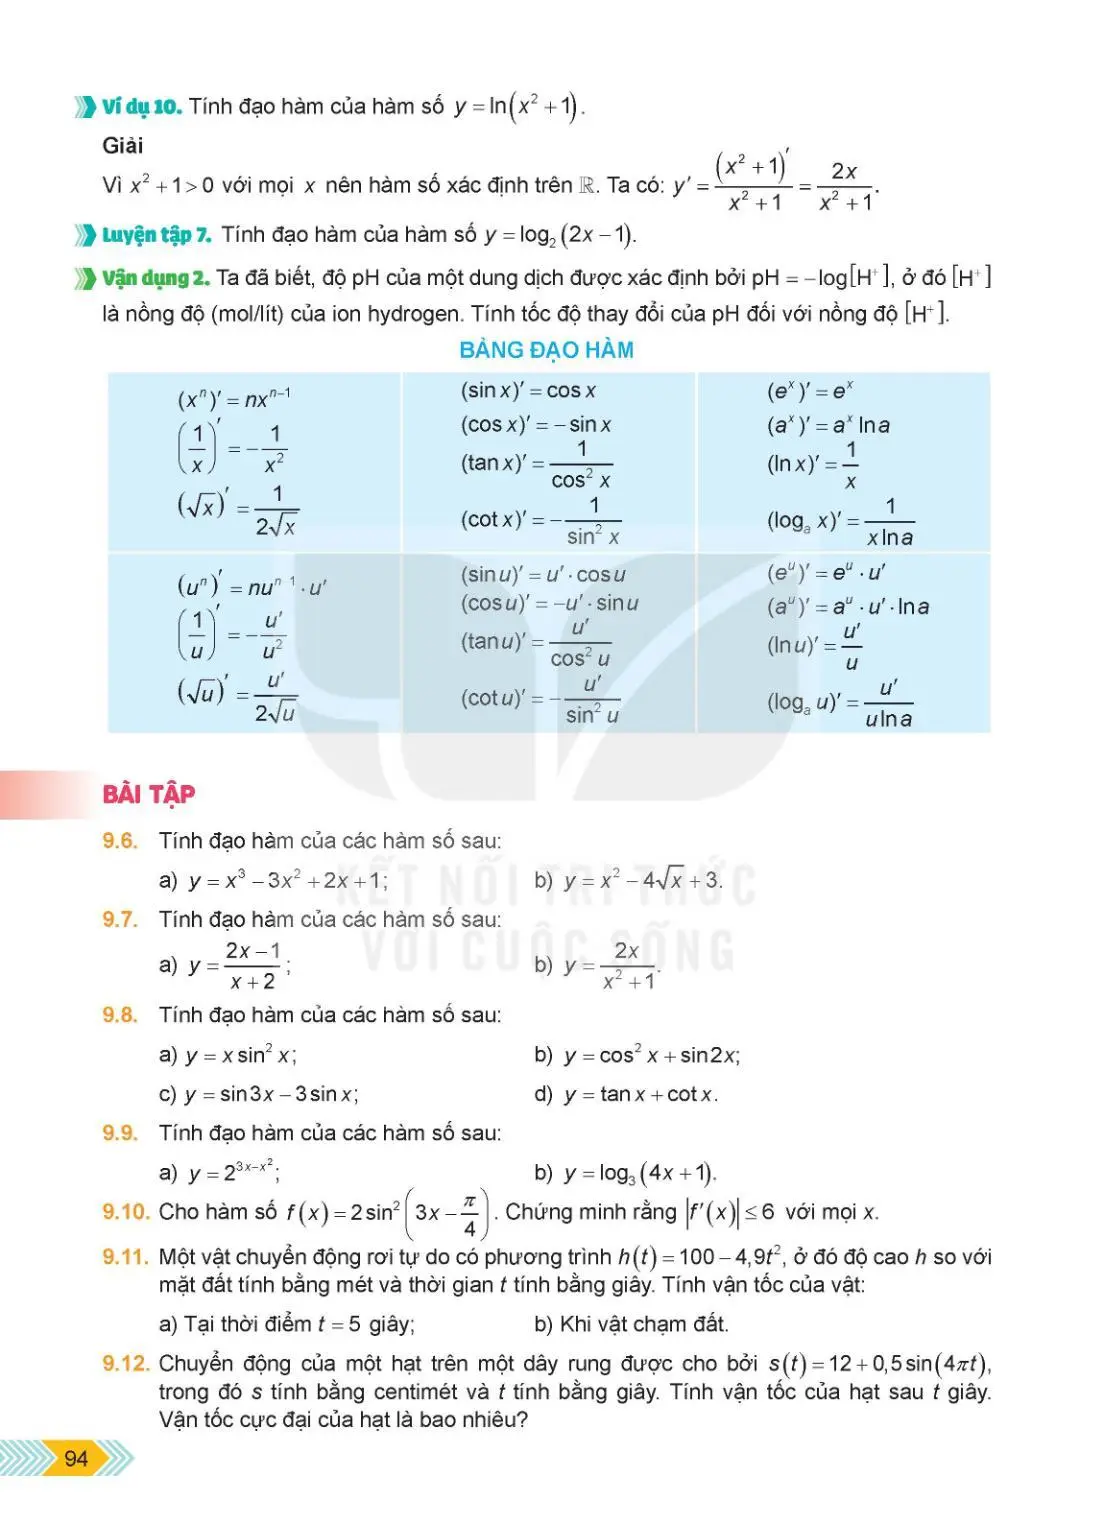 Ví dụ 10. Tính đạo hàm của hàm số y = ln(x² + 1).
Giải
Vì x² + 1 > 0 với mọi x nên hàm số xác định trên ℝ. Ta có: y′ = (x² + 1)′/(x² + 1) = 2x/(x² + 1).
Luyện tập 7. Tính đạo hàm của hàm số y = log₂(2x – 1).
Vận dụng 2. Ta đã biết, độ pH của một dung dịch được xác định bởi pH = –log[H⁺], ở đó [H⁺]
là nồng độ (mol/lít) của ion hydrogen. Tính tốc độ thay đổi của pH đối với nồng độ [H⁺].
BẢNG ĐẠO HÀM
(xⁿ)′ = nxⁿ⁻¹
(1/x)′ = –1/x²
(√x)′ = 1/(2√x)
(sin x)′ = cos x
(cos x)′ = – sin x
(tan x)′ = 1/cos² x
(cot x)′ = –1/sin² x
(eˣ)′ = eˣ
(aˣ)′ = aˣ ln a
(ln x)′ = 1/x
(logₐ x)′ = 1/(x ln a)
(uⁿ)′ = nuⁿ ¹ · u′
(1/u)′ = –u′/u²
(√u)′ = u′/(2√u)
(sin u)′ = u′ · cos u
(cos u)′ = –u′ · sin u
(tan u)′ = u′/cos² u
(cot u)′ = –u′/sin² u
(eᵘ)′ = eᵘ · u′
(aᵘ)′ = aᵘ · u′ · ln a
(ln u)′ = u′/u
(logₐ u)′ = u′/(u ln a)
BÀI TẬP
9.6. Tính đạo hàm của các hàm số sau:
a) y = x³ – 3x² + 2x + 1; b) y = x² – 4√x + 3.
KẾT NỐI TRI THỨC
9.7. Tính đạo hàm của các hàm số sau:
VỚI CUỘC SỐNG
a) y = (2x – 1)/(x + 2); b) y = 2x/(x² + 1).
9.8. Tính đạo hàm của các hàm số sau:
a) y = x sin² x; b) y = cos² x + sin2x;
c) y = sin3x – 3sin x; d) y = tan x + cot x.
9.9. Tính đạo hàm của các hàm số sau:
a) y = 2^(3x–x²); b) y = log₃(4x + 1).
9.10. Cho hàm số f(x) = 2sin²(3x – π/4). Chứng minh rằng |f′(x)| ≤ 6 với mọi x.
9.11. Một vật chuyển động rơi tự do có phương trình h(t) = 100 – 4,9t², ở đó độ cao h so với
mặt đất tính bằng mét và thời gian t tính bằng giây. Tính vận tốc của vật:
a) Tại thời điểm t = 5 giây; b) Khi vật chạm đất.
9.12. Chuyển động của một hạt trên một dây rung được cho bởi s(t) = 12 + 0,5sin(4πt),
trong đó s tính bằng centimét và t tính bằng giây. Tính vận tốc của hạt sau t giây.
Vận tốc cực đại của hạt là bao nhiêu?
94